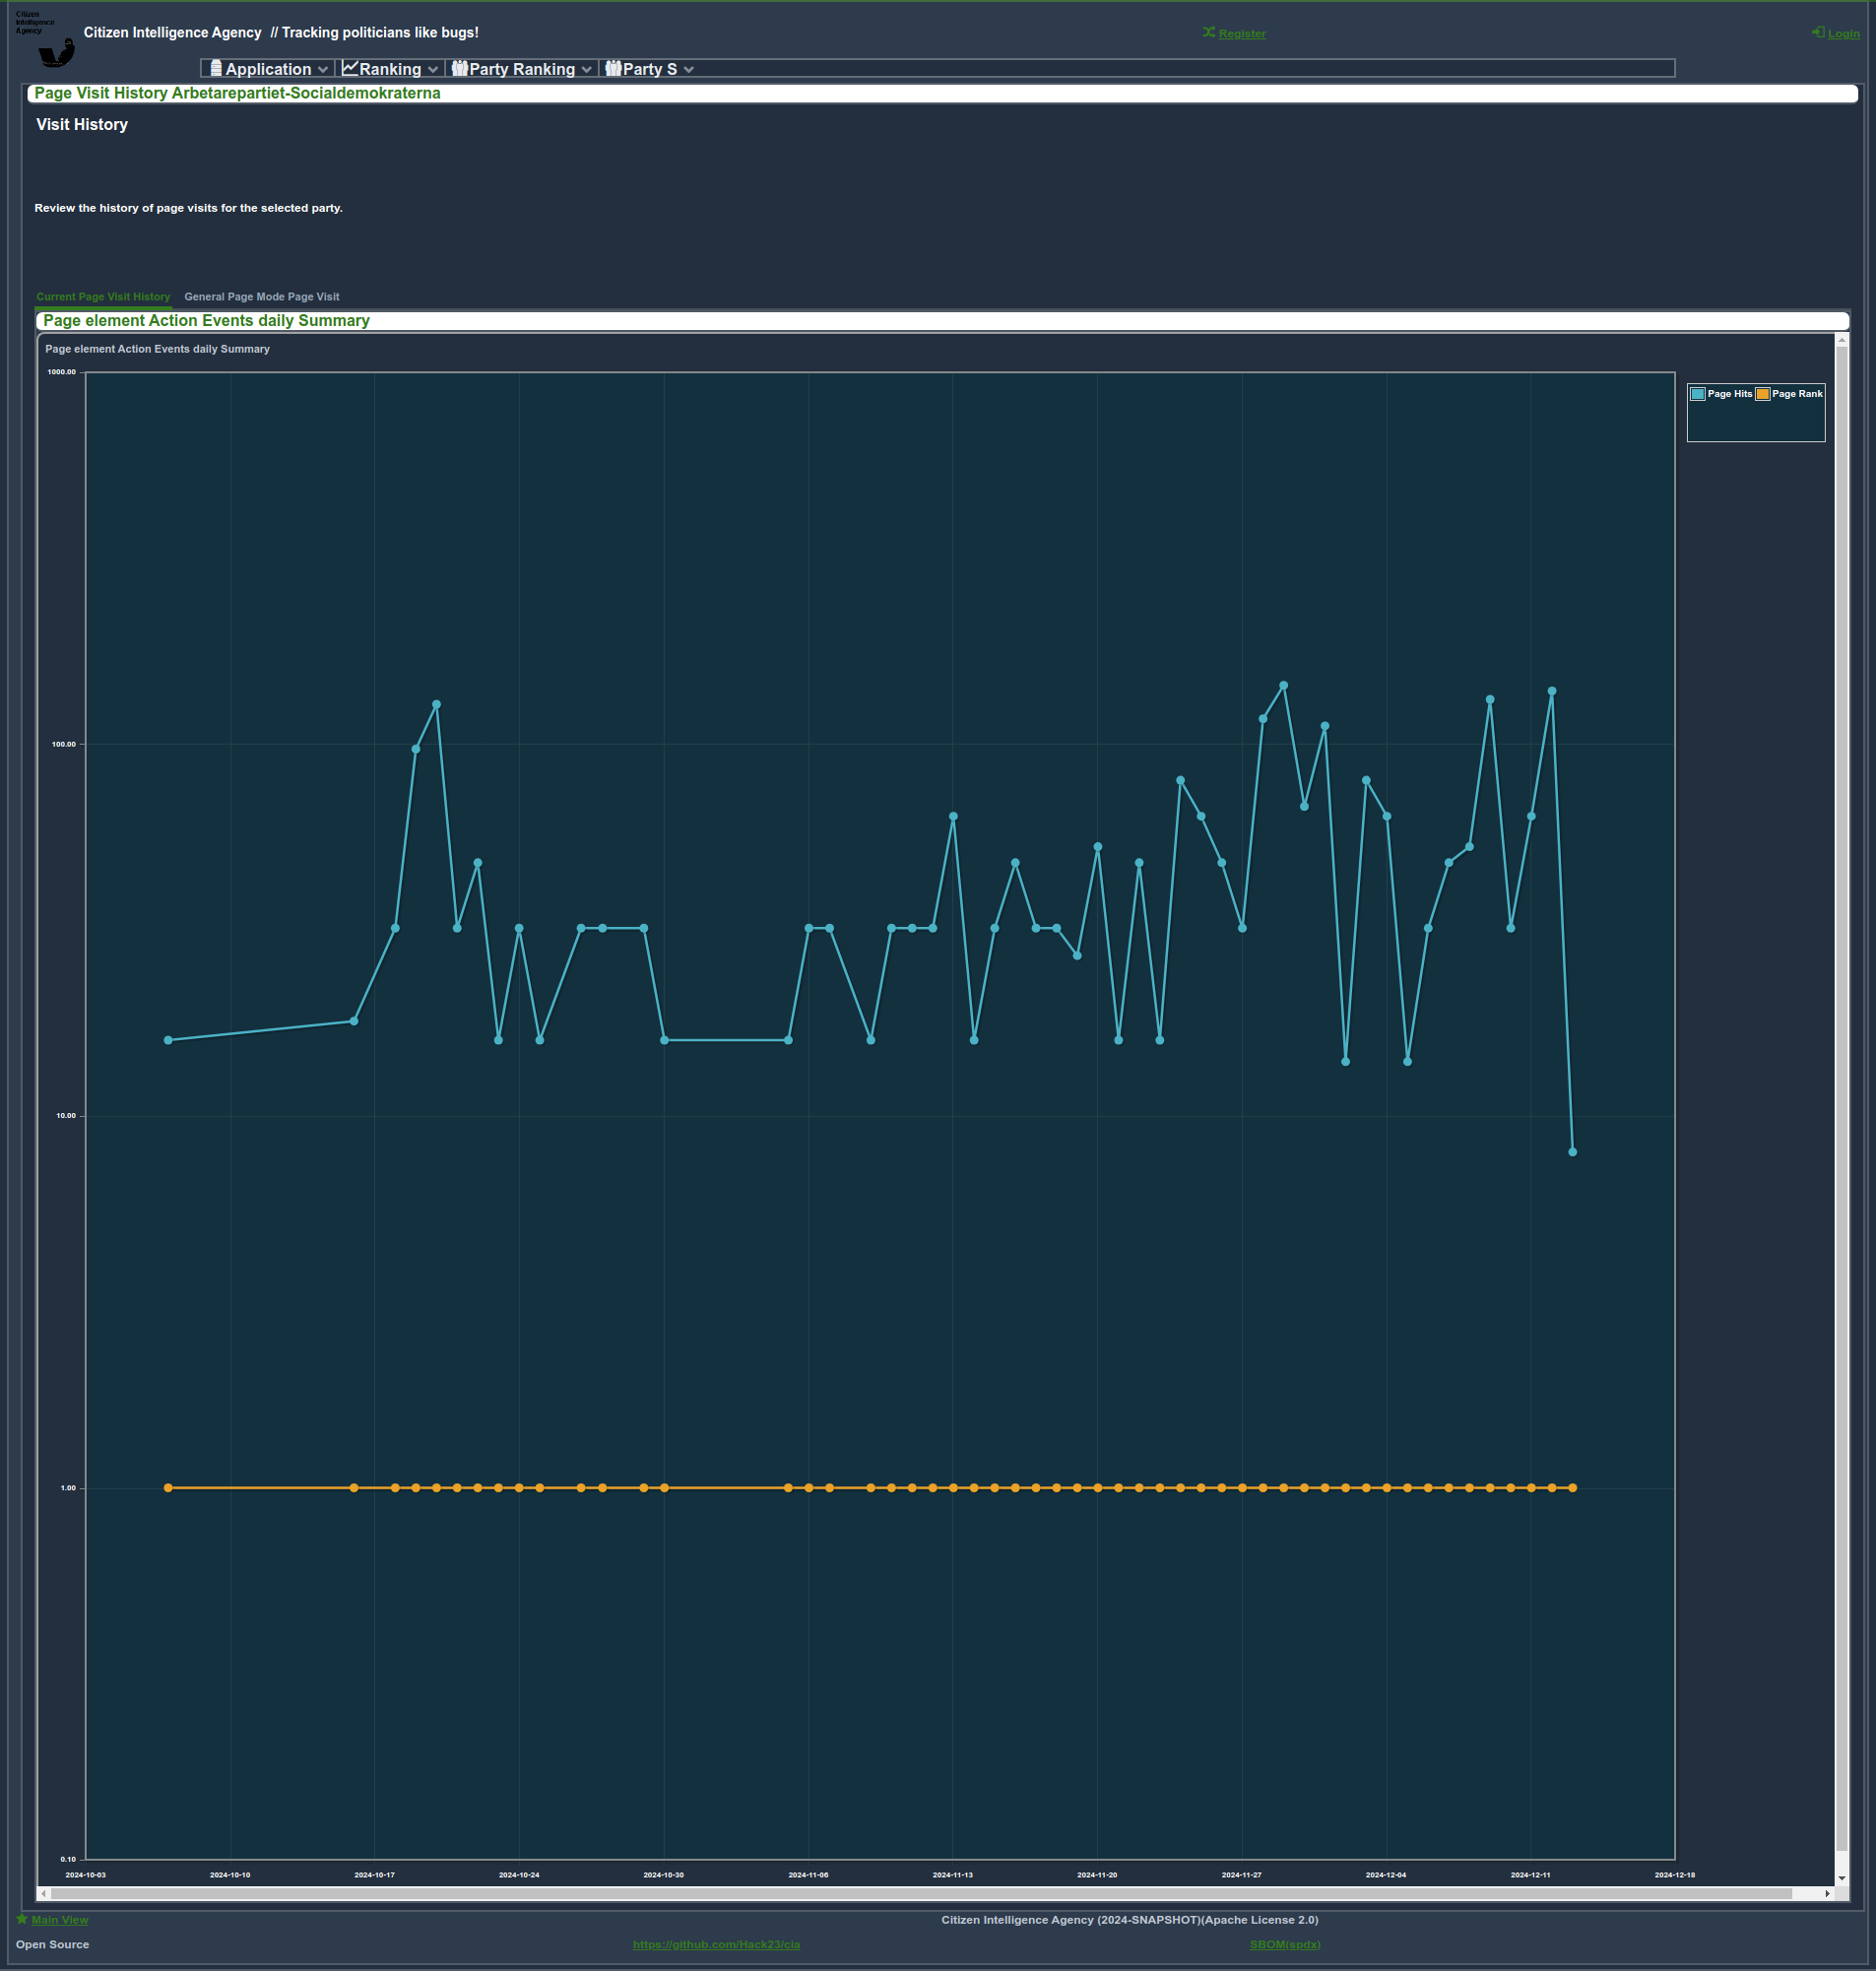 Citizen
Intelligence
Agency
Citizen Intelligence Agency // Tracking politicians like bugs!
Register
Login
Application
Ranking
Party Ranking
Party S
Page Visit History Arbetarepartiet-Socialdemokraterna
Visit History
Review the history of page visits for the selected party.
Current Page Visit History
General Page Mode Page Visit
Page element Action Events daily Summary
Page element Action Events daily Summary
1000.00
100.00
10.00
1.00
0.10
Page Hits
Page Rank
2024-10-03
2024-10-10
2024-10-17
2024-10-24
2024-10-30
2024-11-06
2024-11-13
2024-11-20
2024-11-27
2024-12-04
2024-12-11
2024-12-18
Main View
Citizen Intelligence Agency (2024-SNAPSHOT)(Apache License 2.0)
Open Source
https://github.com/Hack23/cia
SBOM(spdx)